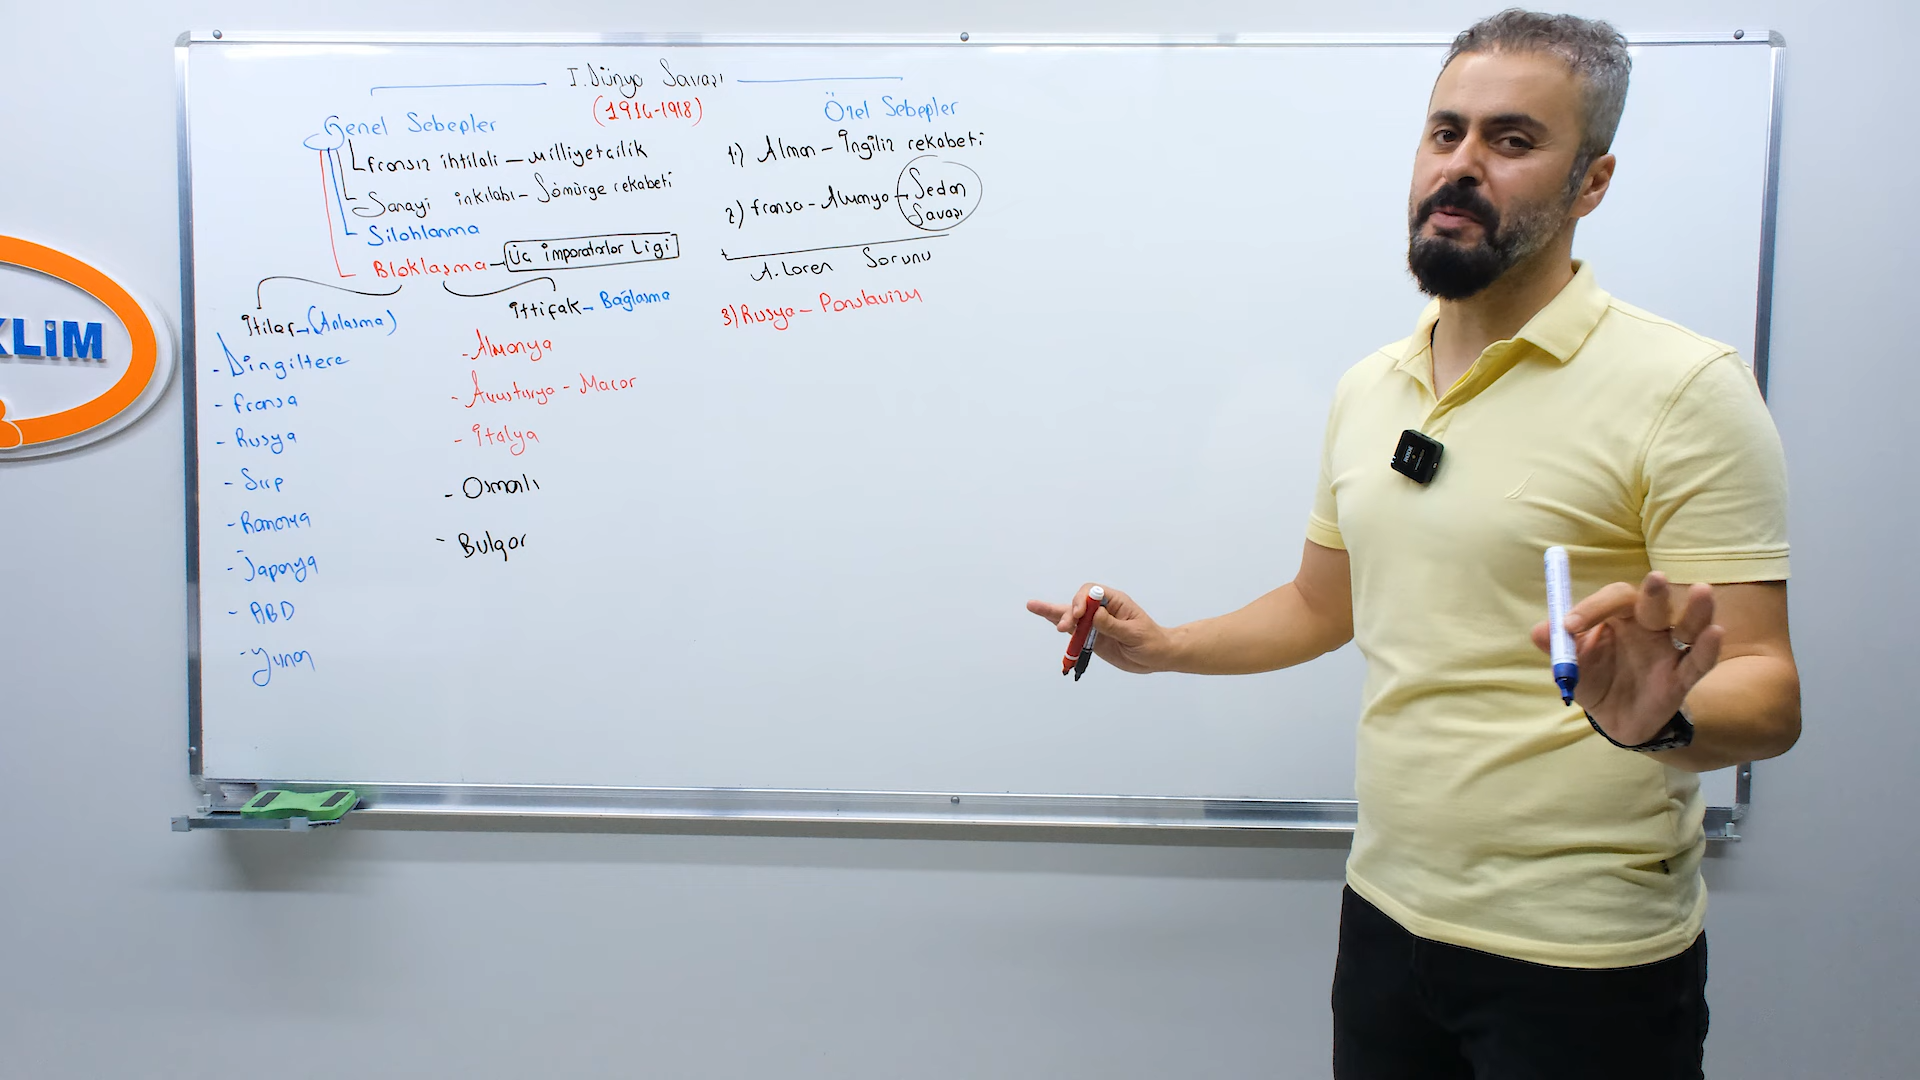 I. Dünya Savaşı
(1914-1918)
Genel Sebepler
Fransız ihtilali – Milliyetçilik
Sanayi inkılabı – Sömürge rekabeti
Silahlanma
Bloklaşma – Üç imparatorlar Ligi
İtilaf – (Anlaşma)
- İngiltere
- Fransa
- Rusya
- Sırp
- Romanya
- Japonya
- ABD
- Yunan
İttifak – Bağlaşma
- Almanya
- Avusturya - Macar
- İtalya
- Osmanlı
- Bulgar
Özel Sebepler
1) Alman – İngiliz rekabeti
2) Fransa – Almanya – Sedan Savaşı
A. Loren Sorunu
3) Rusya – Panslavizm
KLİM